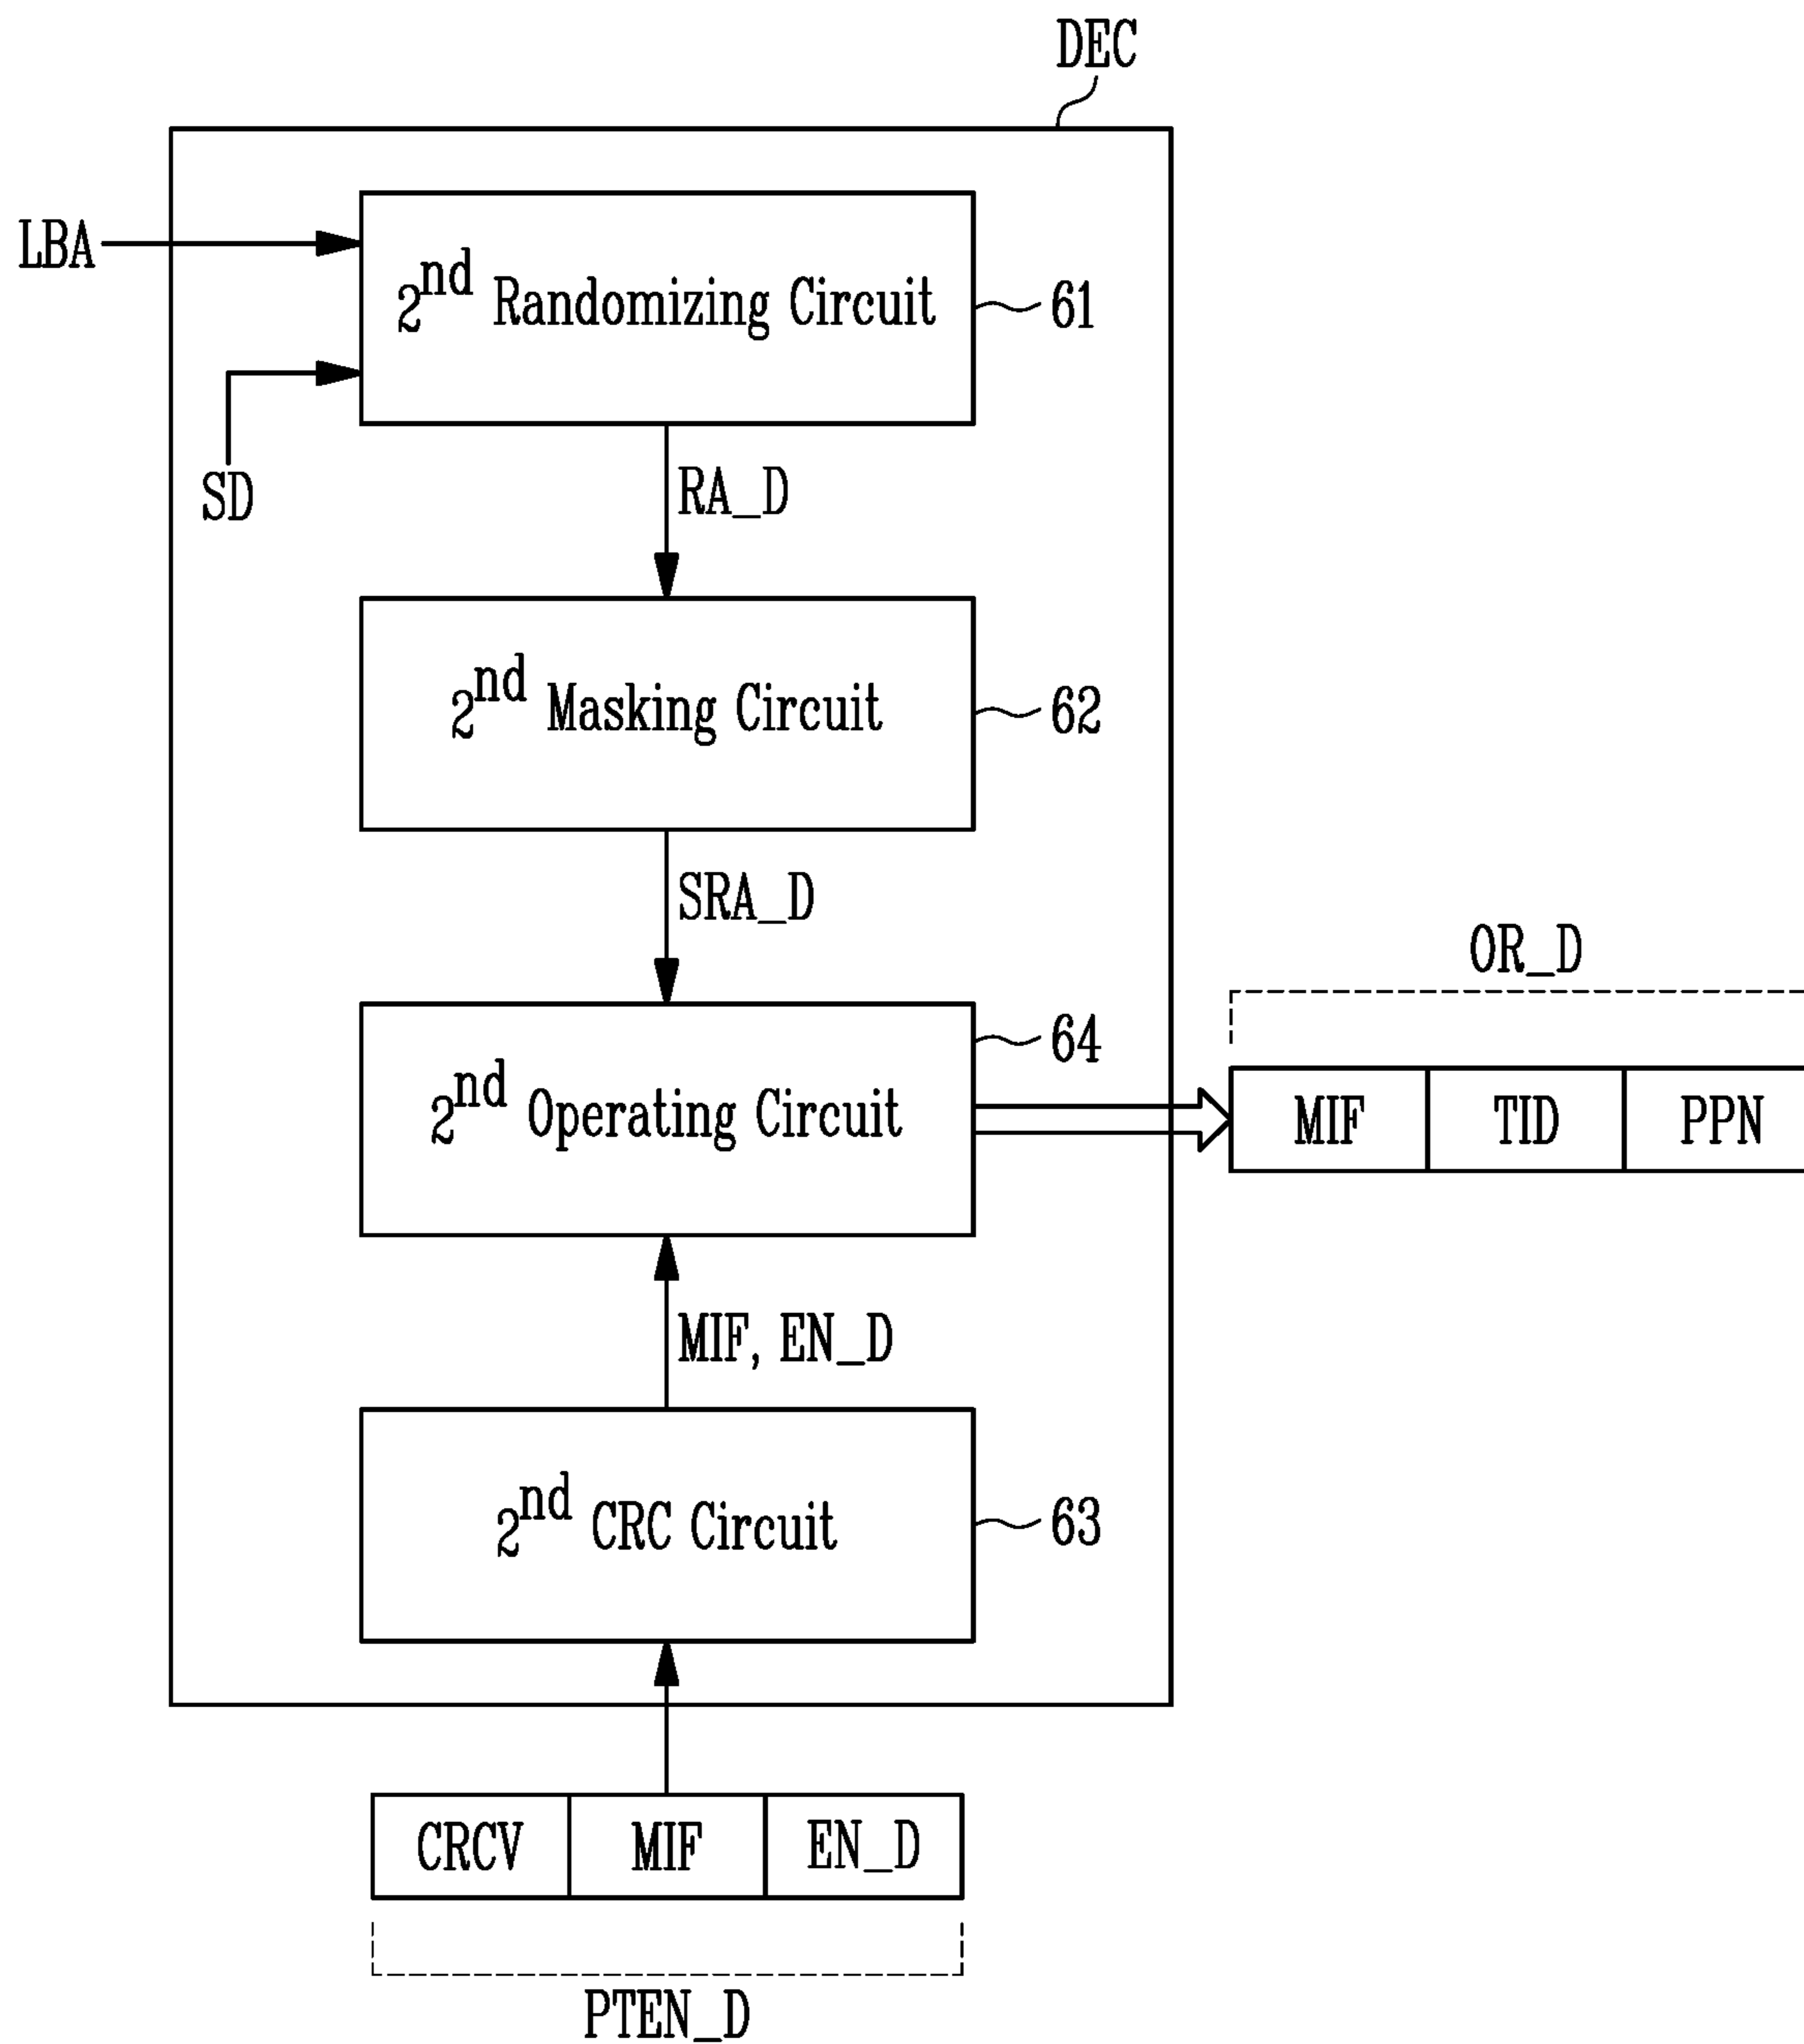 DEC
LBA
2nd Randomizing Circuit
61
SD
RA_D
2nd Masking Circuit
62
SRA_D
OR_D
2nd Operating Circuit
64
MIF TID PPN
MIF, EN_D
2nd CRC Circuit
63
CRCV MIF EN_D
PTEN_D